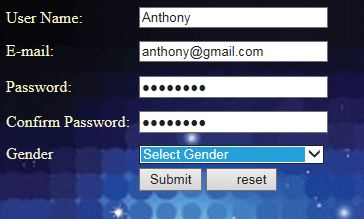 User Name: Anthony
E-mail: anthony@gmail.com
Password: ●●●●●●●●
Confirm Password: ●●●●●●●●
Gender Select Gender
Submit reset